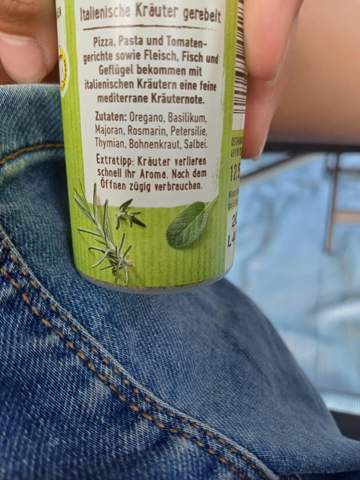 Italienische Kräuter gerebelt
Pizza, Pasta und Tomaten-
gerichte sowie Fleisch, Fisch und
Geflügel bekommen mit
italienischen Kräutern eine feine
mediterrane Kräuternote.
Zutaten: Oregano, Basilikum,
Majoran, Rosmarin, Petersilie,
Thymian, Bohnenkraut, Salbei.
Extratipp: Kräuter verlieren
schnell ihr Aroma. Nach dem
Öffnen zügig verbrauchen.